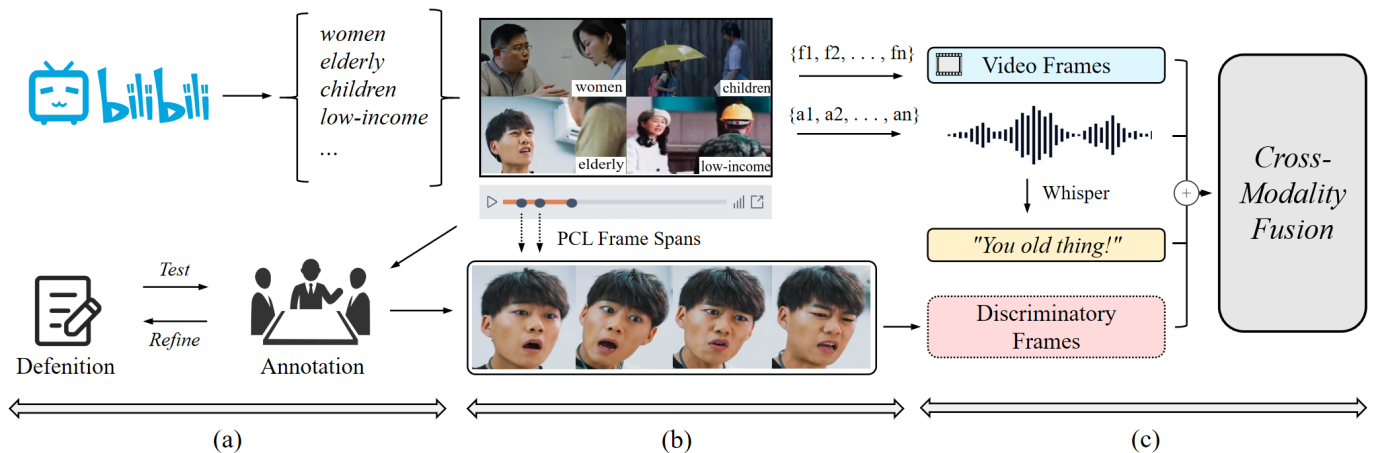 bilibili
women
elderly
children
low-income
...
women
children
elderly
low-income
{f1, f2, . . . , fn}
{a1, a2, . . . , an}
Video Frames
Whisper
"You old thing!"
Discriminatory
Frames
Cross-
Modality
Fusion
+
PCL Frame Spans
Test
Refine
Defenition
Annotation
(a)
(b)
(c)